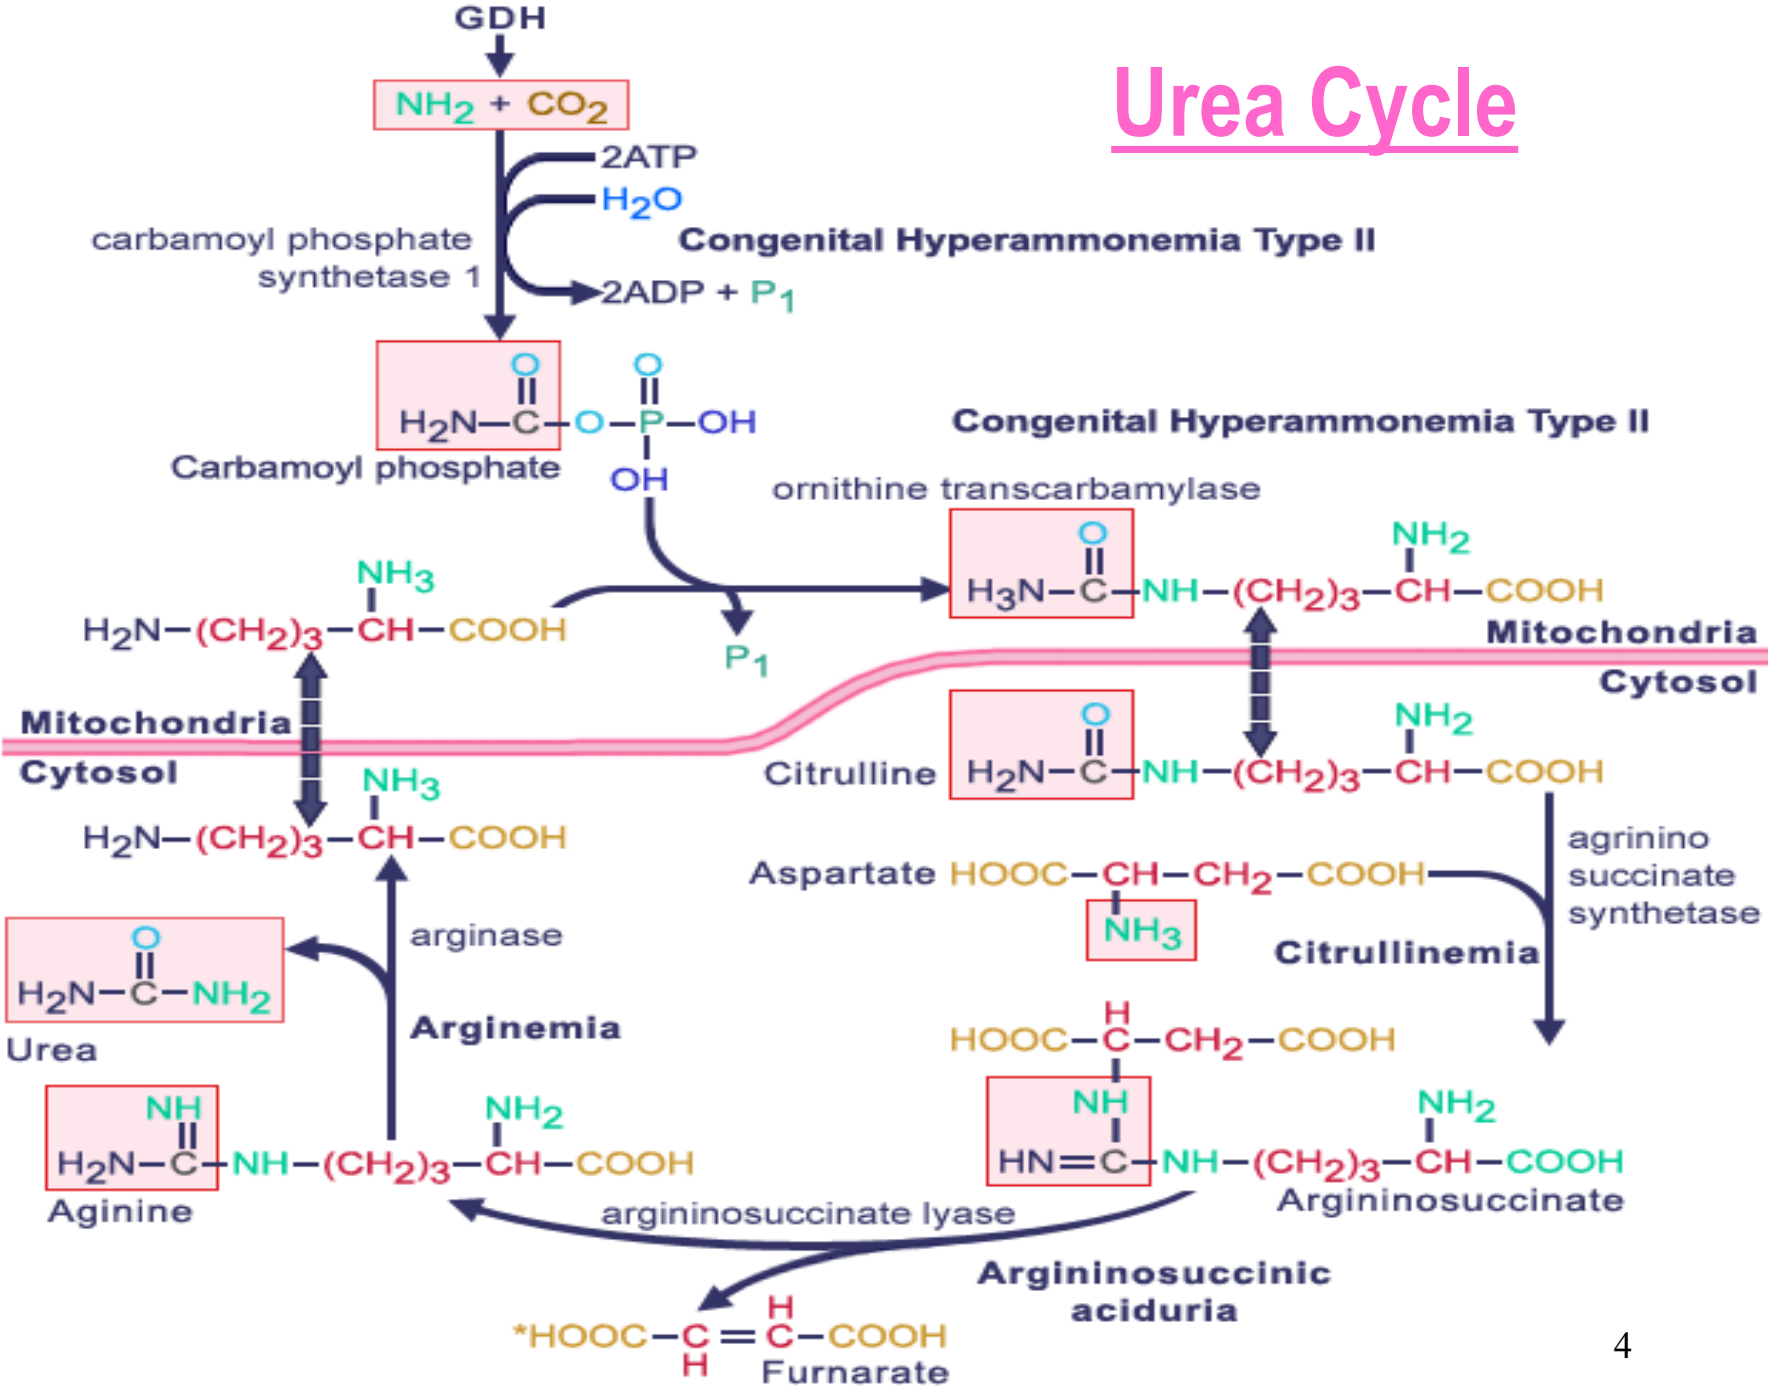 GDH
Urea Cycle
NH2 + CO2
2ATP
H2O
carbamoyl phosphate
synthetase 1
Congenital Hyperammonemia Type II
2ADP + P1
O O
H2N–C–O–P–OH
OH
Carbamoyl phosphate
Congenital Hyperammonemia Type II
ornithine transcarbamylase
O NH2
H3N–C–NH–(CH2)3–CH–COOH
NH3
H2N–(CH2)3–CH–COOH
P1
Mitochondria
Cytosol
Mitochondria
Cytosol
O NH2
Citrulline H2N–C–NH–(CH2)3–CH–COOH
NH3
H2N–(CH2)3–CH–COOH
agrinino
succinate
synthetase
Aspartate HOOC–CH–CH2–COOH
NH3
Citrullinemia
arginase
O
H2N–C–NH2
Urea
Arginemia
H
HOOC–C–CH2–COOH
NH NH2
HN=C–NH–(CH2)3–CH–COOH
Argininosuccinate
NH NH2
H2N–C–NH–(CH2)3–CH–COOH
Aginine
argininosuccinate lyase
Argininosuccinic
aciduria
H
*HOOC–C=C–COOH
H
Furnarate
4